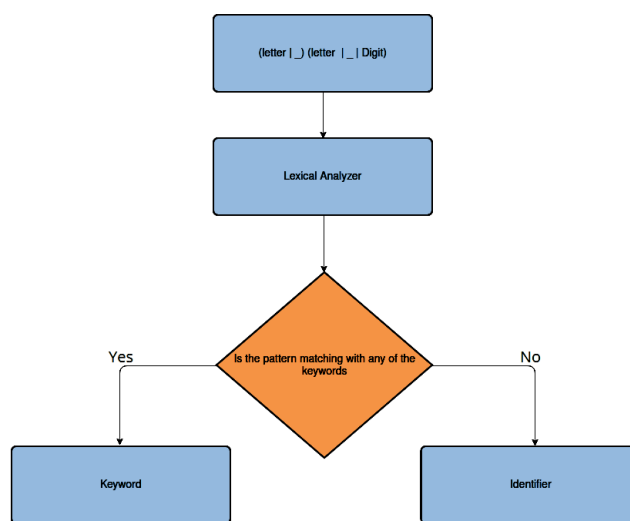 (letter | _) (letter | _ | Digit)
Lexical Analyzer
Is the pattern matching with any of the
keywords
Yes
No
Keyword
Identifier